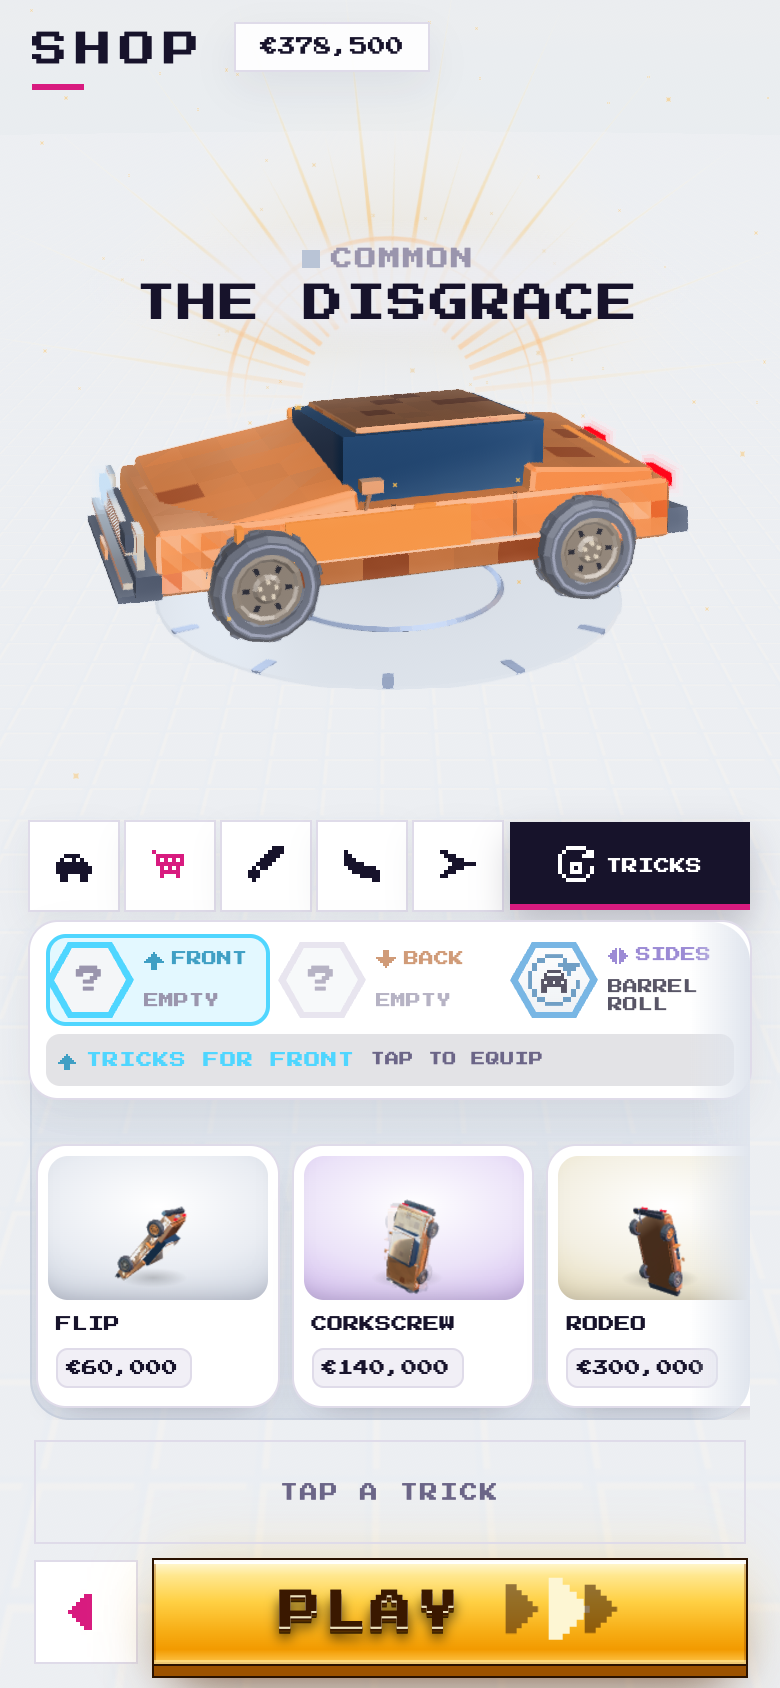 SHOP
€378,500
COMMON
THE DISGRACE
TRICKS
? FRONT
EMPTY
? BACK
EMPTY
SIDES
BARREL
ROLL
TRICKS FOR FRONT TAP TO EQUIP
FLIP
€60,000
CORKSCREW
€140,000
RODEO
€300,000
TAP A TRICK
PLAY